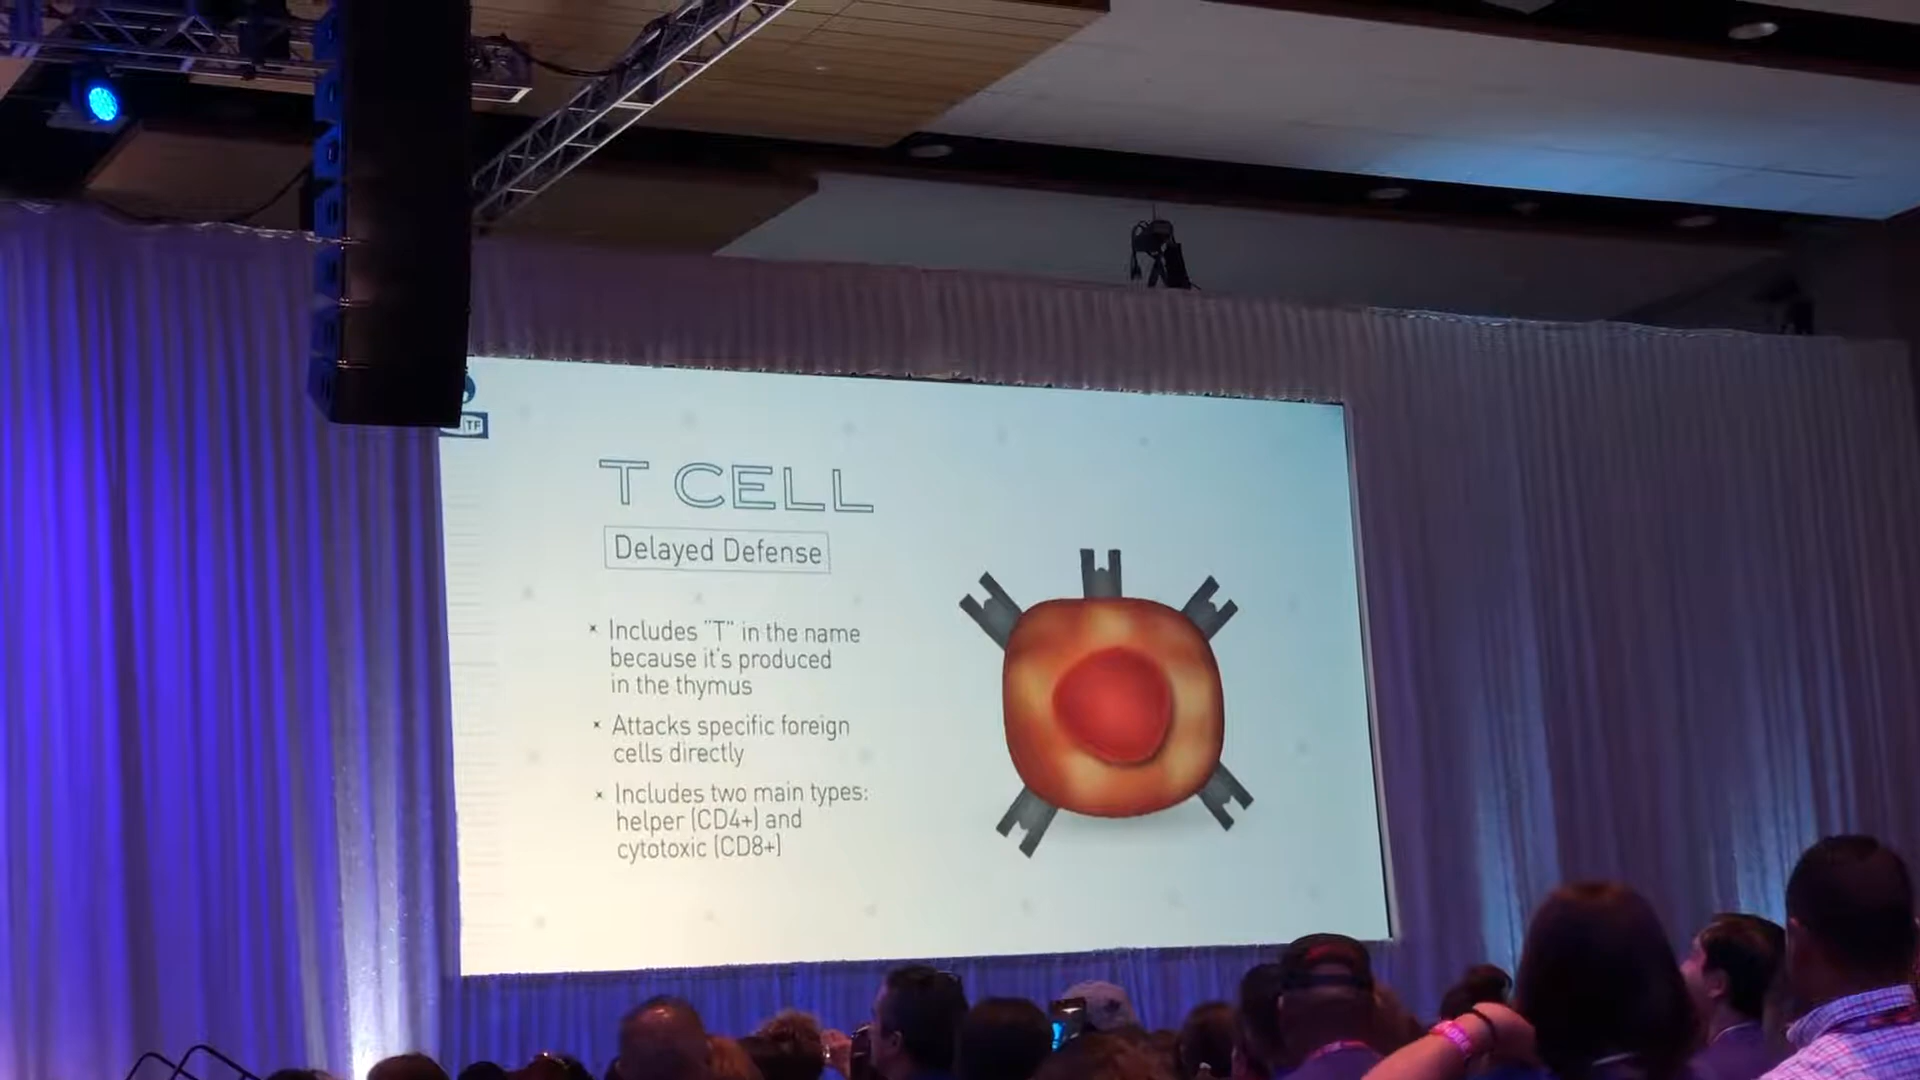 TF
T CELL
Delayed Defense
× Includes "T" in the name
because it's produced
in the thymus
× Attacks specific foreign
cells directly
× Includes two main types:
helper (CD4+) and
cytotoxic (CD8+)